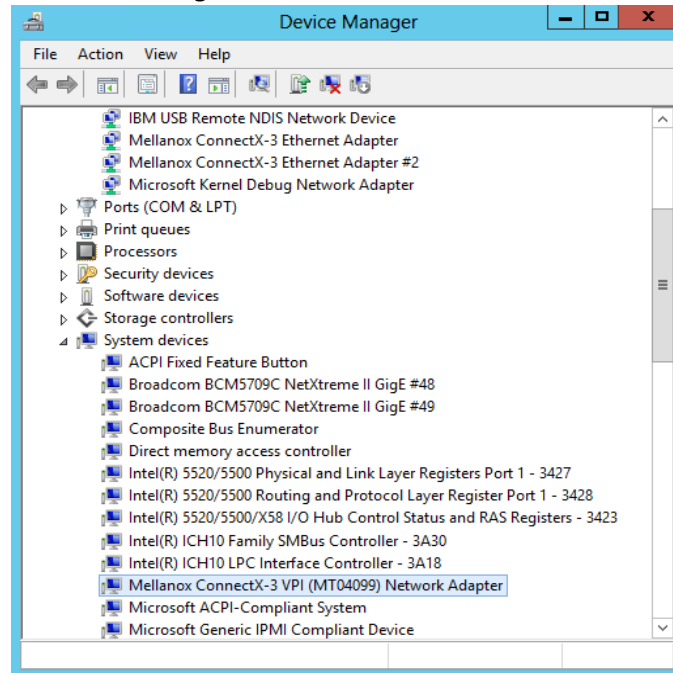 Device Manager
File Action View Help
IBM USB Remote NDIS Network Device
Mellanox ConnectX-3 Ethernet Adapter
Mellanox ConnectX-3 Ethernet Adapter #2
Microsoft Kernel Debug Network Adapter
Ports (COM & LPT)
Print queues
Processors
Security devices
Software devices
Storage controllers
System devices
ACPI Fixed Feature Button
Broadcom BCM5709C NetXtreme II GigE #48
Broadcom BCM5709C NetXtreme II GigE #49
Composite Bus Enumerator
Direct memory access controller
Intel(R) 5520/5500 Physical and Link Layer Registers Port 1 - 3427
Intel(R) 5520/5500 Routing and Protocol Layer Register Port 1 - 3428
Intel(R) 5520/5500/X58 I/O Hub Control Status and RAS Registers - 3423
Intel(R) ICH10 Family SMBus Controller - 3A30
Intel(R) ICH10 LPC Interface Controller - 3A18
Mellanox ConnectX-3 VPI (MT04099) Network Adapter
Microsoft ACPI-Compliant System
Microsoft Generic IPMI Compliant Device